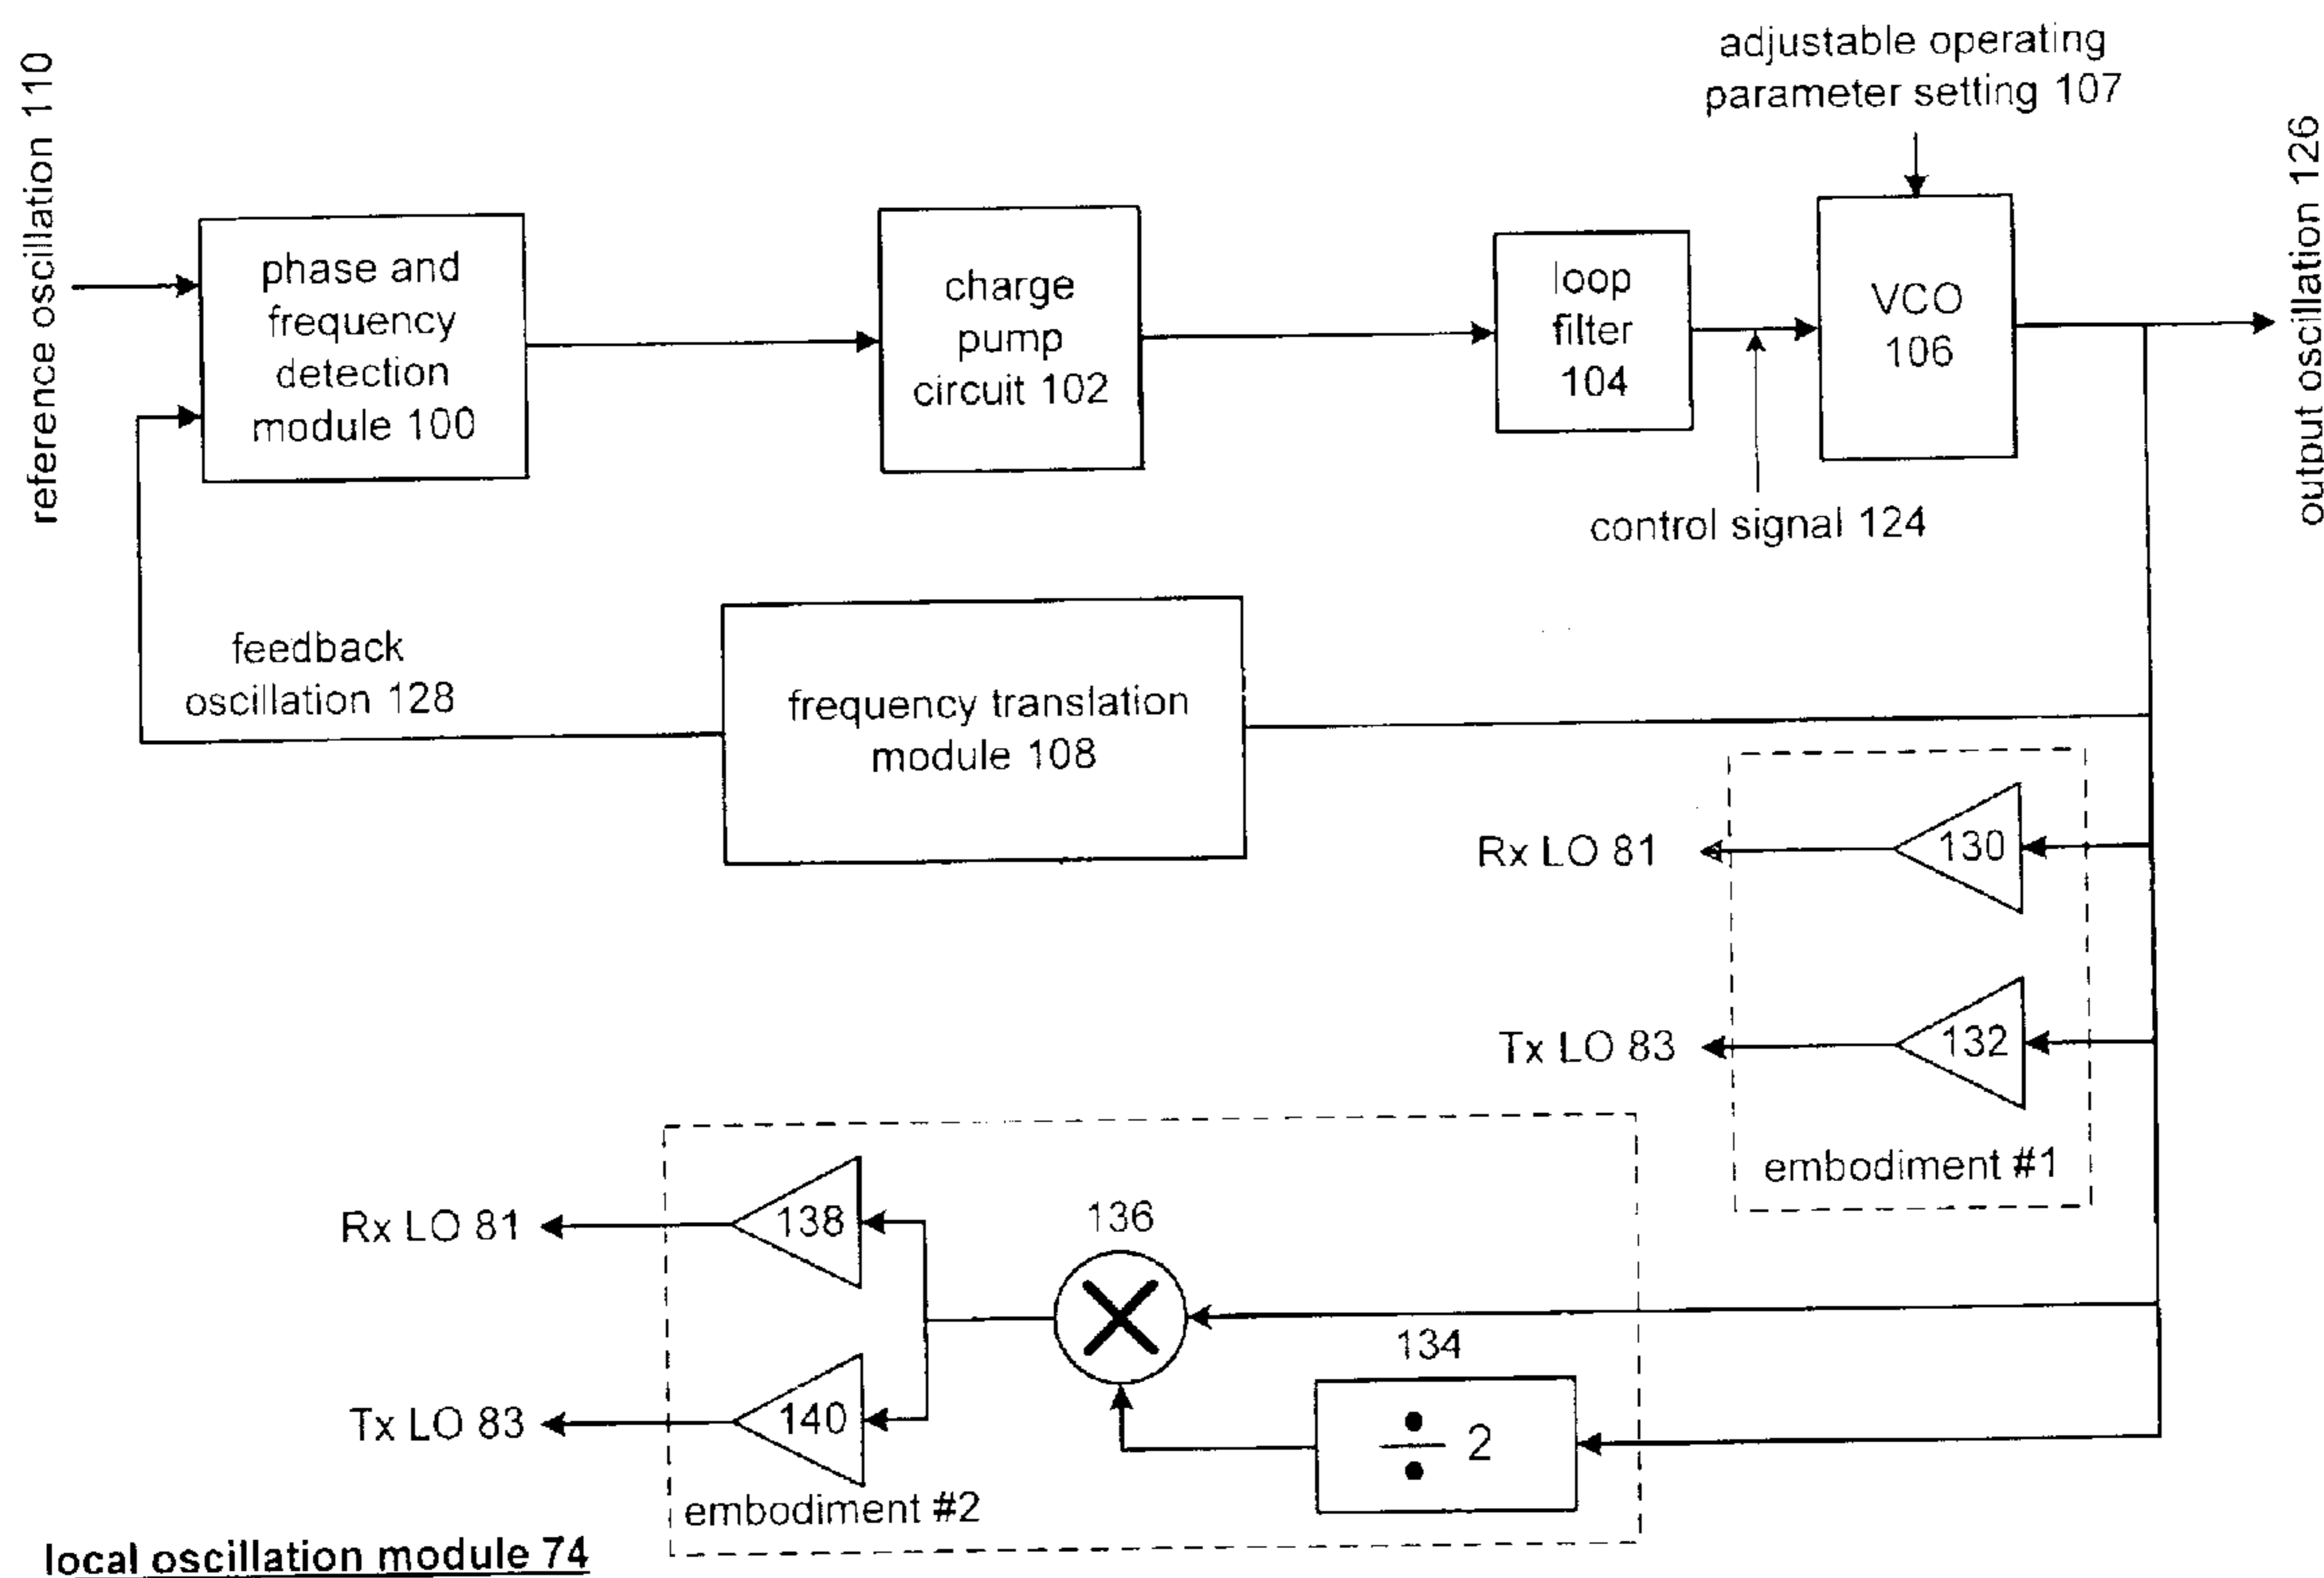 adjustable operating
parameter setting 107
reference oscillation 110
output oscillation 126
phase and
frequency
detection
module 100
charge
pump
circuit 102
loop
filter
104
VCO
106
control signal 124
feedback
oscillation 128
frequency translation
module 108
Rx LO 81
130
Tx LO 83
132
embodiment #1
Rx LO 81
138
136
134
Tx LO 83
140
÷ 2
embodiment #2
local oscillation module 74